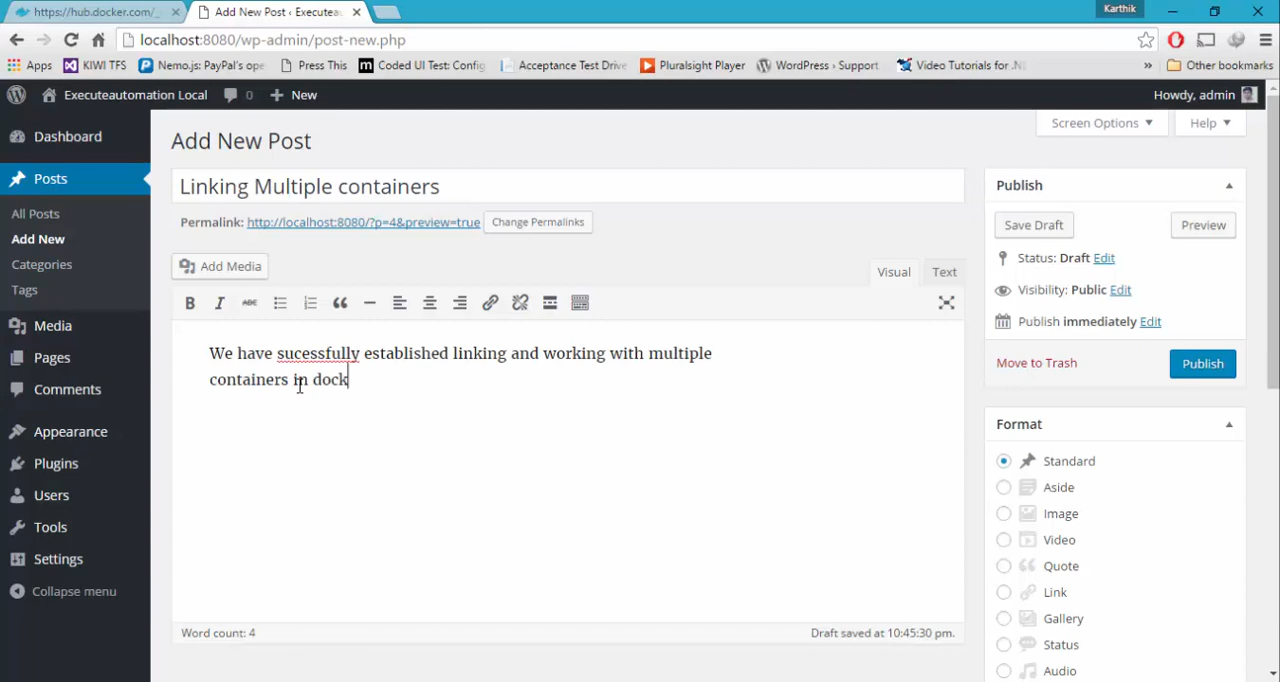 https://hub.docker.com/_
Add New Post ‹ Executeau
Karthik
localhost:8080/wp-admin/post-new.php
Apps
KIWI TFS
Nemo.js: PayPal's ope
Press This
Coded UI Test: Config
Acceptance Test Drive
Pluralsight Player
WordPress › Support
Video Tutorials for .NE
»
Other bookmarks
Executeautomation Local
0
New
Howdy, admin
Dashboard
Posts
All Posts
Add New
Categories
Tags
Media
Pages
Comments
Appearance
Plugins
Users
Tools
Settings
Collapse menu
Screen Options
Help
Add New Post
Linking Multiple containers
Permalink: http://localhost:8080/?p=4&preview=true Change Permalinks
Add Media
Visual
Text
B I ABC
We have sucessfully established linking and working with multiple
containers in dock
Word count: 4
Draft saved at 10:45:30 pm.
Publish
Save Draft
Preview
Status: Draft Edit
Visibility: Public Edit
Publish immediately Edit
Move to Trash
Publish
Format
Standard
Aside
Image
Video
Quote
Link
Gallery
Status
Audio